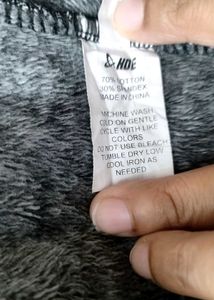 HDE
70% COTTON
30% SPANDEX
MADE IN CHINA
MACHINE WASH
COLD ON GENTLE
CYCLE WITH LIKE
COLORS
DO NOT USE BLEACH
TUMBLE DRY LOW
COOL IRON AS
NEEDED